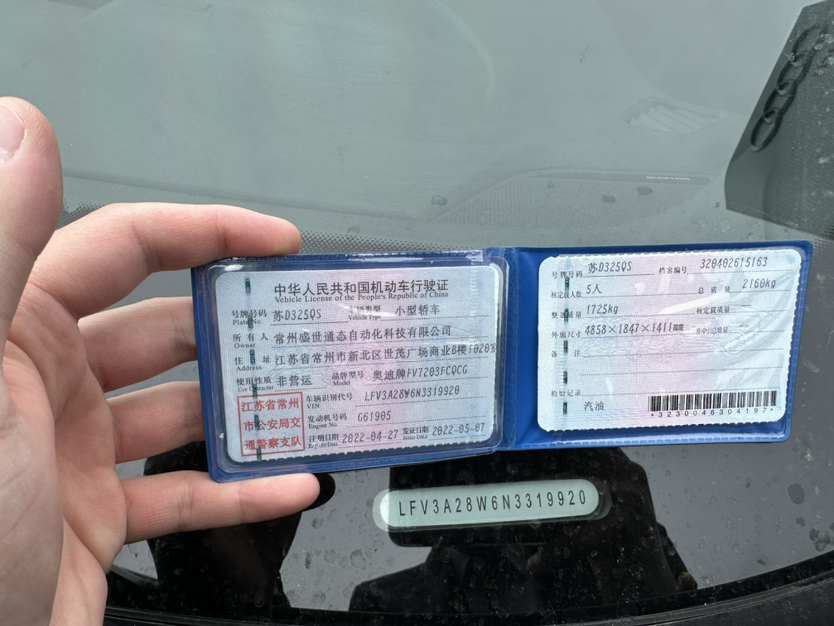 中华人民共和国机动车行驶证
Vehicle License of the People's Republic of China
号牌号码 苏D325QS 车辆类型 小型轿车
Plate No. Vehicle Type
所有人 常州盛世通态自动化科技有限公司
Owner
住址 江苏省常州市新北区世茂广场商业B楼1020室
Address
使用性质 非营运 品牌型号 奥迪牌FV7203FCQCG
Use Character Model
江苏省常州
市公安局交
通警察支队
车辆识别代号 LFV3A28W6N3319920
VIN
发动机号码 G61905
Engine No.
注册日期 2022-04-27 发证日期 2022-05-07
Register Date Issue Date
号牌号码 苏D325QS 档案编号 320402615163
核定载人数 5人 总质量 2160kg
整备质量 1725kg 核定载质量
外廓尺寸 4858×1847×1411mm 准牵引总质量
备注
检验记录
汽油
*3230046304197*
LFV3A28W6N3319920